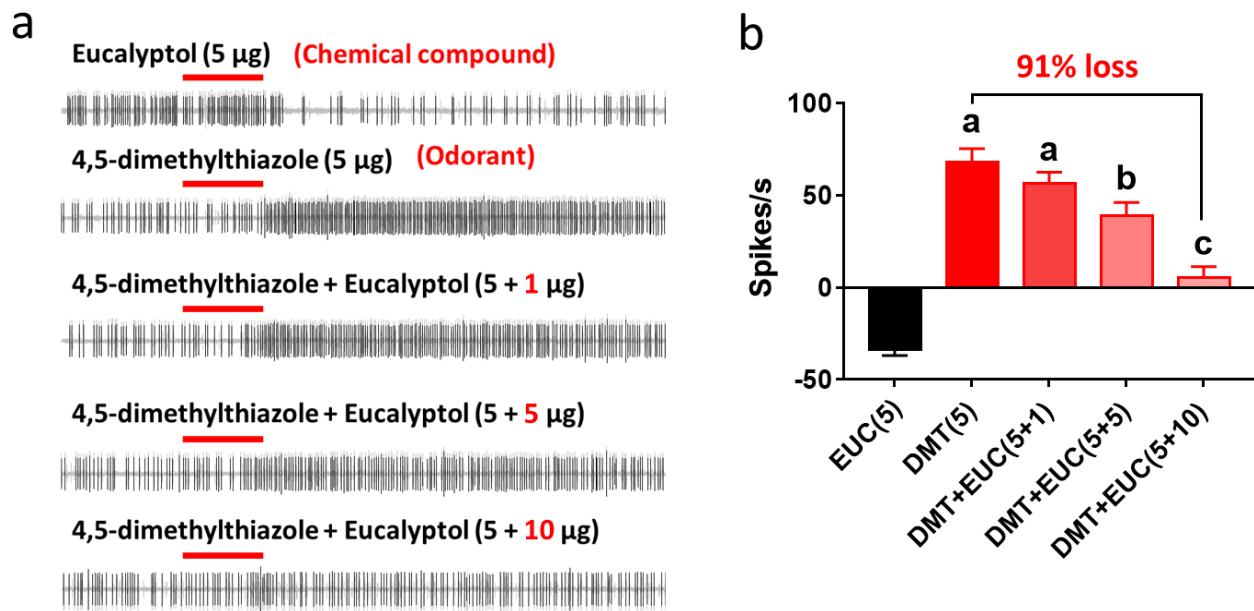 a
Eucalyptol (5 µg) (Chemical compound)
4,5-dimethylthiazole (5 µg) (Odorant)
4,5-dimethylthiazole + Eucalyptol (5 + 1 µg)
4,5-dimethylthiazole + Eucalyptol (5 + 5 µg)
4,5-dimethylthiazole + Eucalyptol (5 + 10 µg)
b
91% loss
100
50
0
-50
Spikes/s
a
a
b
c
EUC(5)
DMT(5)
DMT+EUC(5+1)
DMT+EUC(5+5)
DMT+EUC(5+10)